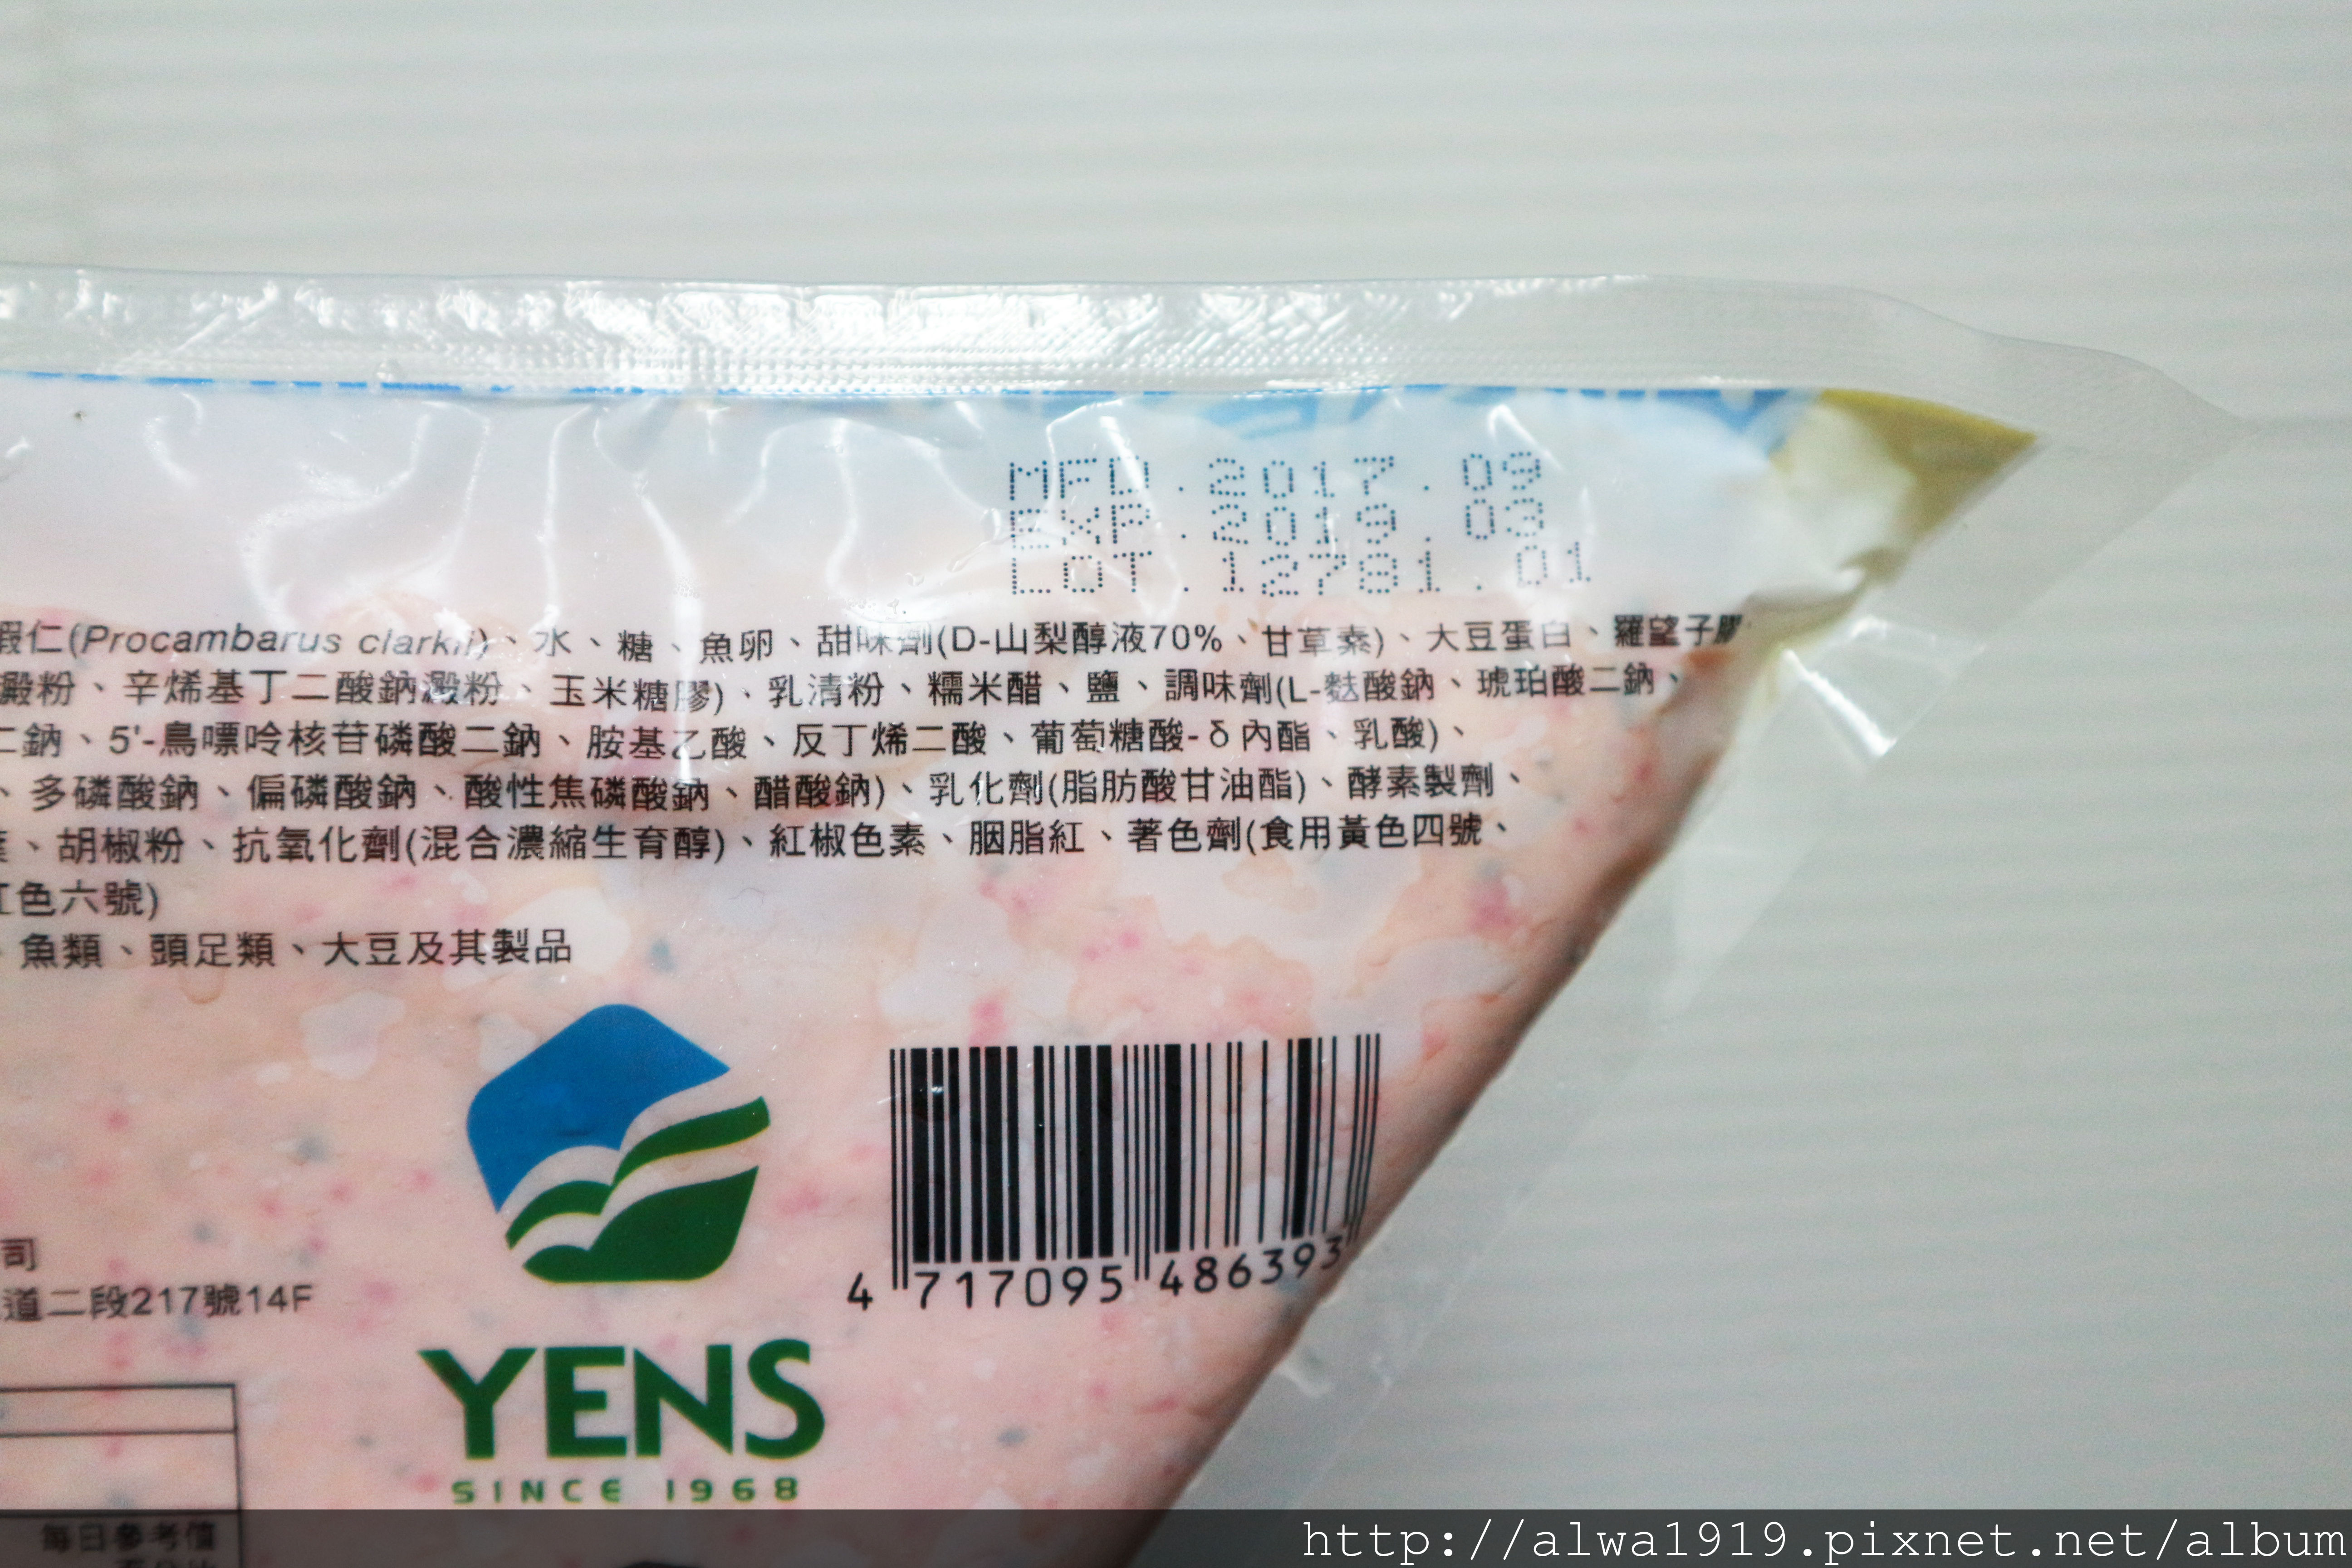 MFD.2017.09
EXP.2019.03
LOT.12781.01
蝦仁(Procambarus clarkii)、水、糖、魚卵、甜味劑(D-山梨醇液70%、甘草素)、大豆蛋白、羅望子膠
澱粉、辛烯基丁二酸鈉澱粉、玉米糖膠)、乳清粉、糯米醋、鹽、調味劑(L-麩酸鈉、琥珀酸二鈉、
二鈉、5'-鳥嘌呤核苷磷酸二鈉、胺基乙酸、反丁烯二酸、葡萄糖酸-δ內酯、乳酸)、
、多磷酸鈉、偏磷酸鈉、酸性焦磷酸鈉、醋酸鈉)、乳化劑(脂肪酸甘油酯)、酵素製劑、
、胡椒粉、抗氧化劑(混合濃縮生育醇)、紅椒色素、胭脂紅、著色劑(食用黃色四號、
紅色六號)
、魚類、頭足類、大豆及其製品
4 717095 486393
司
道二段217號14F
YENS
SINCE 1968
每日參考值
http://alwa1919.pixnet.net/album